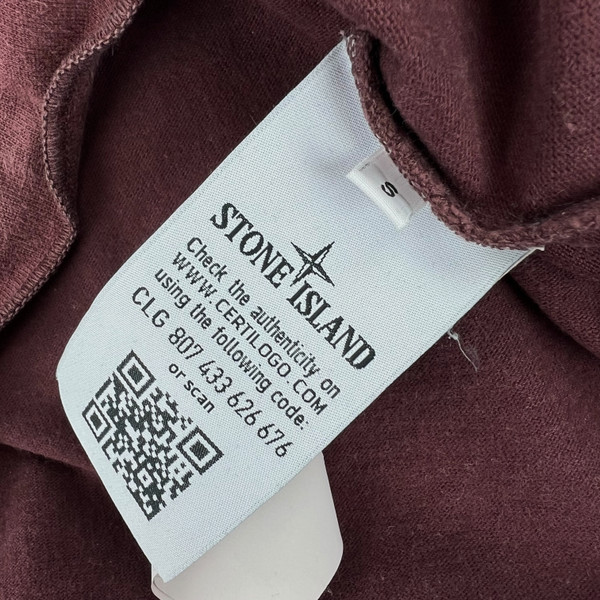 S
STONE ISLAND
Check the authenticity on
WWW.CERTILOGO.COM
using the following code:
CLG 807 433 626 676
or scan